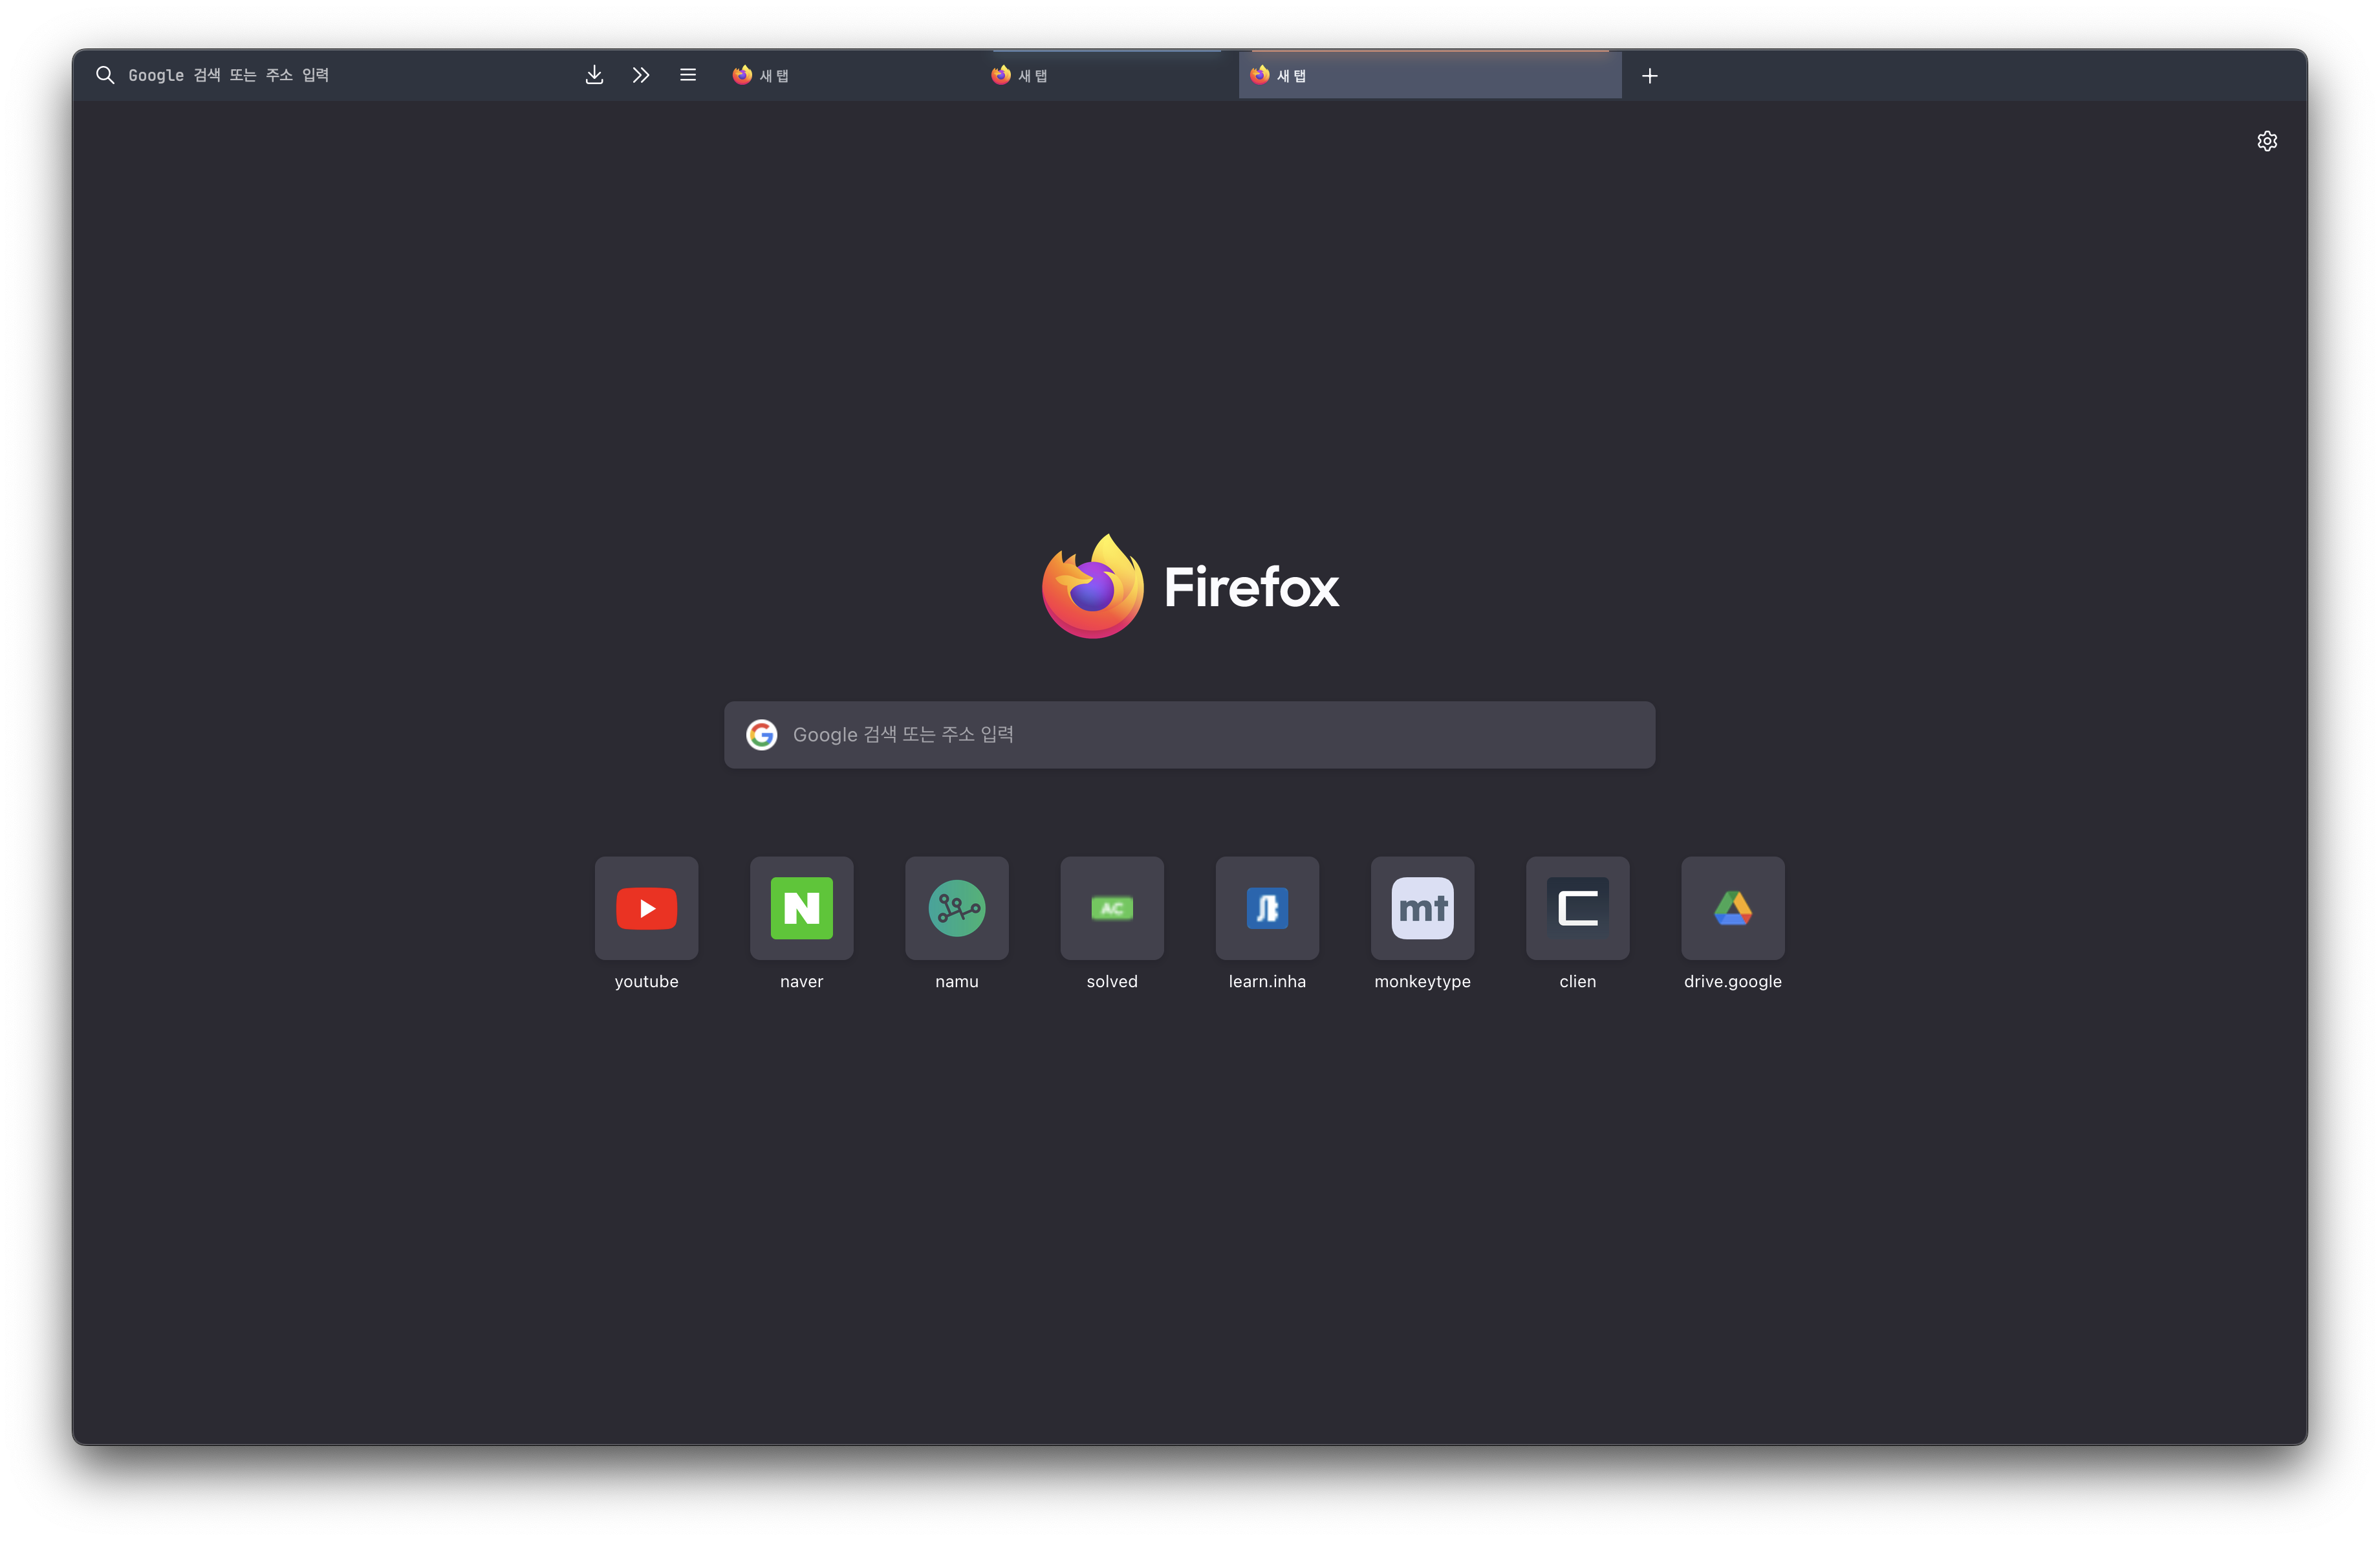 Google 검색 또는 주소 입력
새 탭
새 탭
새 탭
Firefox
Google 검색 또는 주소 입력
N
AC
mt
youtube
naver
namu
solved
learn.inha
monkeytype
clien
drive.google